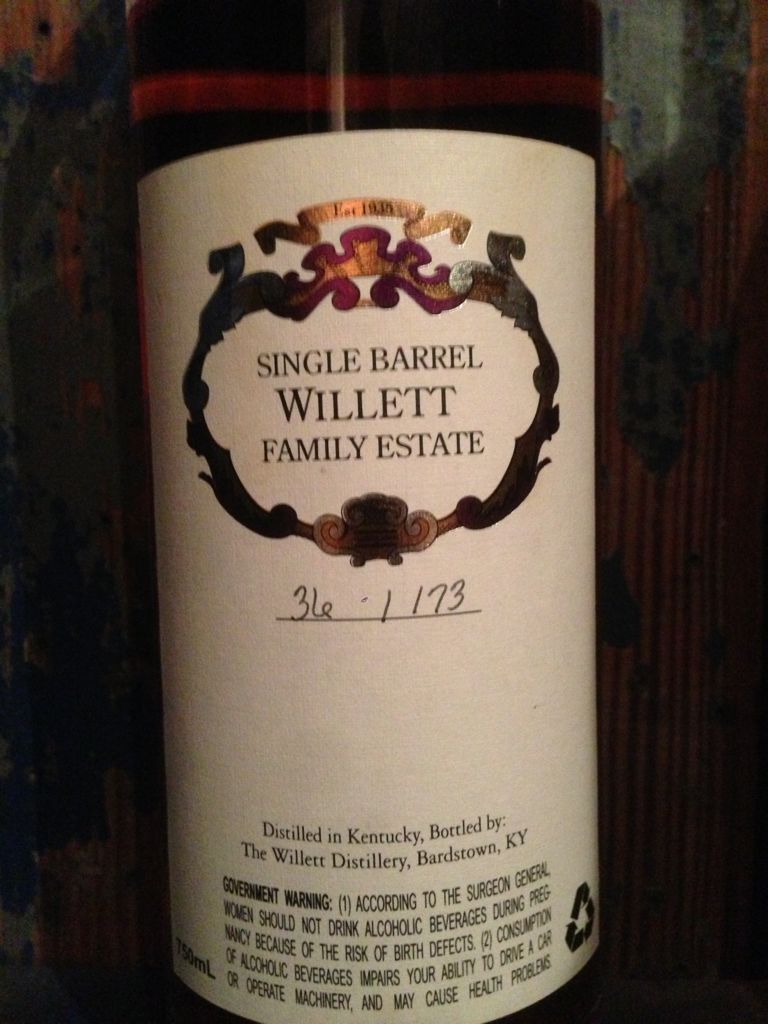 Est 1935
SINGLE BARREL
WILLETT
FAMILY ESTATE
36 / 173
Distilled in Kentucky, Bottled by:
The Willett Distillery, Bardstown, KY
GOVERNMENT WARNING: (1) ACCORDING TO THE SURGEON GENERAL,
WOMEN SHOULD NOT DRINK ALCOHOLIC BEVERAGES DURING PREG-
NANCY BECAUSE OF THE RISK OF BIRTH DEFECTS. (2) CONSUMPTION
OF ALCOHOLIC BEVERAGES IMPAIRS YOUR ABILITY TO DRIVE A CAR
OR OPERATE MACHINERY, AND MAY CAUSE HEALTH PROBLEMS.
750mL